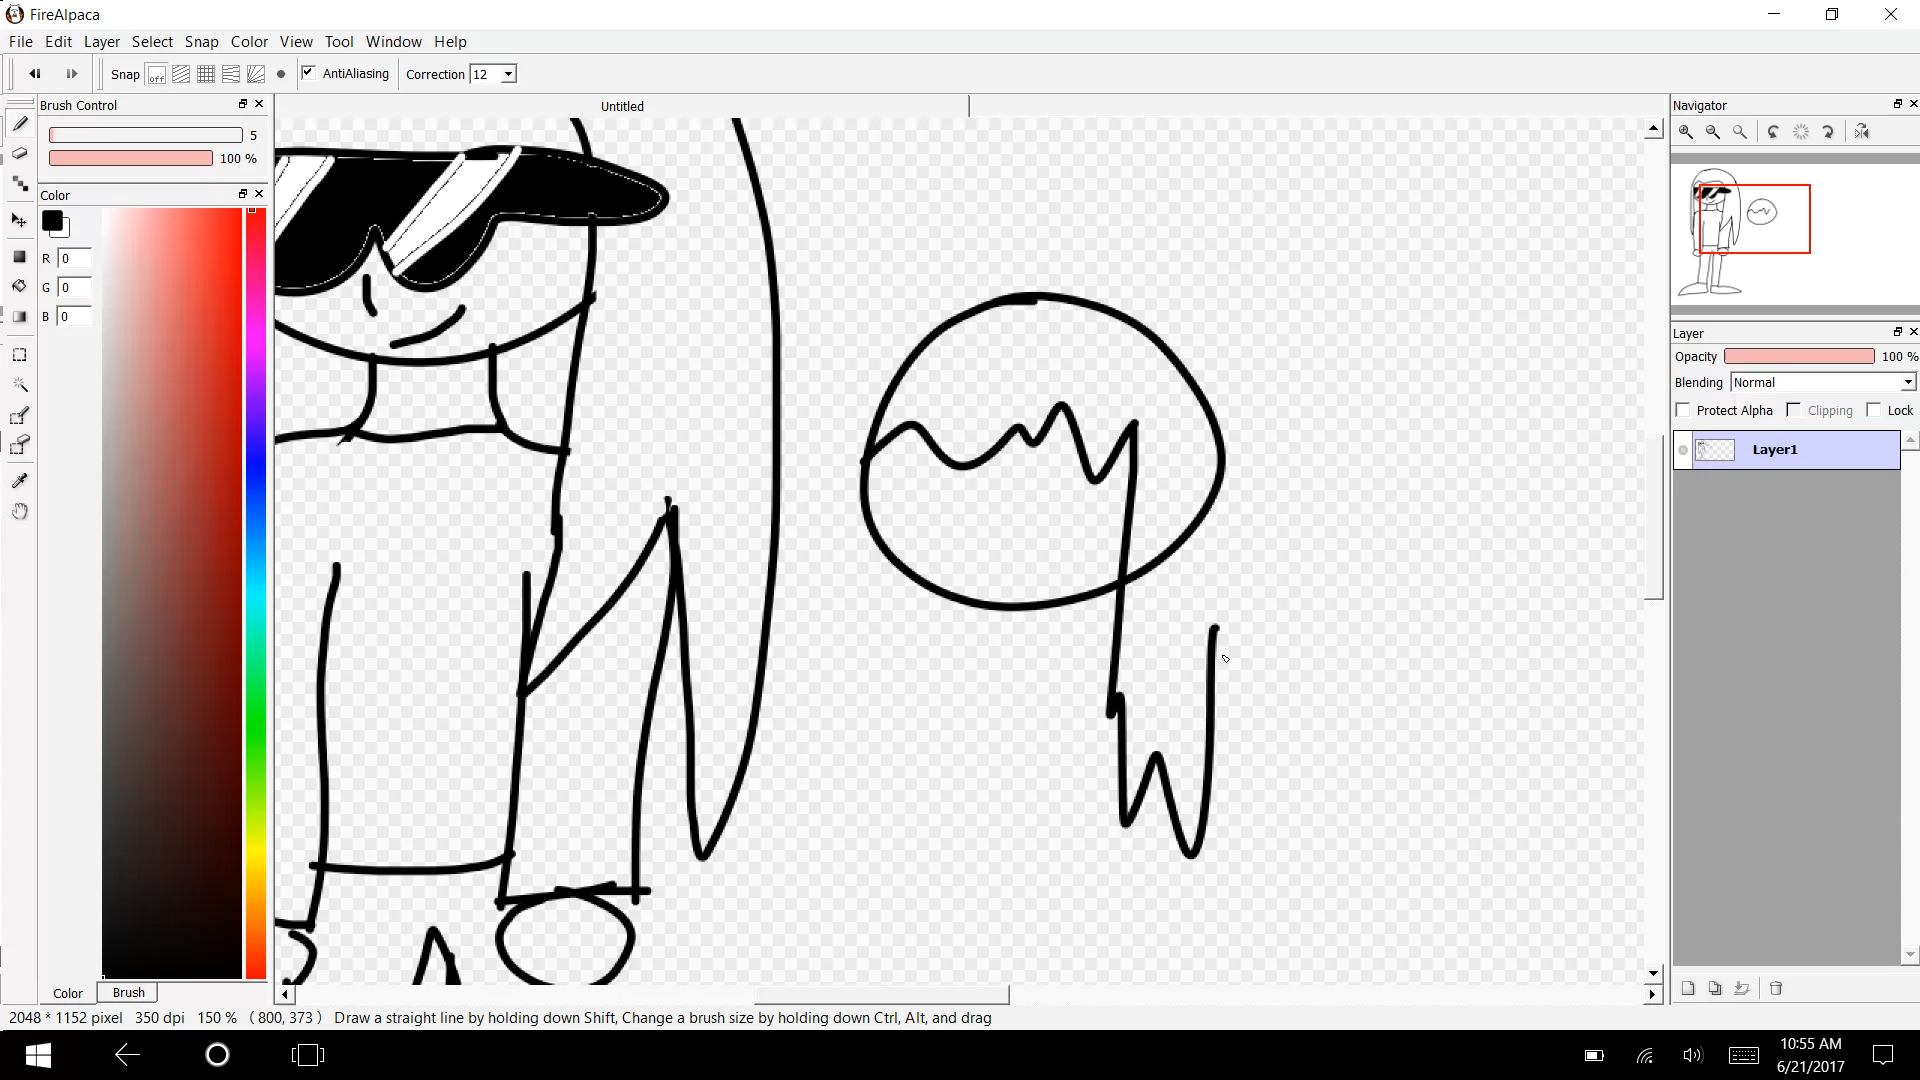 FireAlpaca
File Edit Layer Select Snap Color View Tool Window Help
Snap off AntiAliasing Correction 12
Brush Control
Untitled
Navigator
5
100 %
Color
R 0
G 0
B 0
Layer
Opacity 100 %
Blending Normal
Protect Alpha Clipping Lock
Layer1
Color Brush
2048 * 1152 pixel 350 dpi 150 % ( 800, 373 ) Draw a straight line by holding down Shift, Change a brush size by holding down Ctrl, Alt, and drag
10:55 AM
6/21/2017